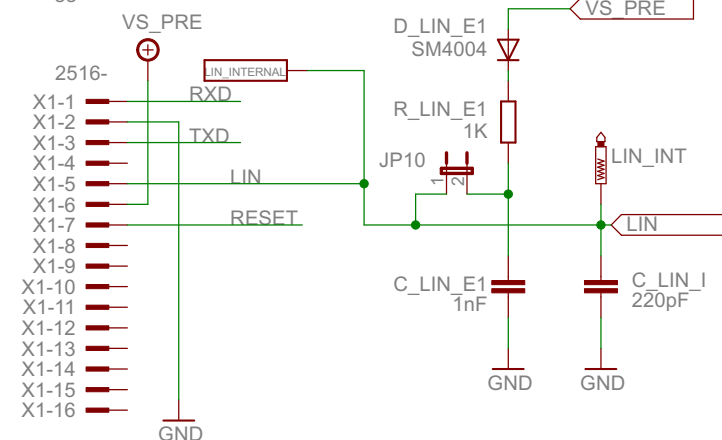 VS_PRE
VS_PRE
D_LIN_E1
SM4004
2516-
LIN_INTERNAL
X1-1
RXD
R_LIN_E1
1K
X1-2
X1-3
TXD
X1-4
JP10
1
2
LIN_INT
X1-5
LIN
X1-6
X1-7
RESET
LIN
X1-8
X1-9
X1-10
C_LIN_E1
1nF
C_LIN_I
220pF
X1-11
X1-12
X1-13
X1-14
GND
GND
X1-15
X1-16
GND